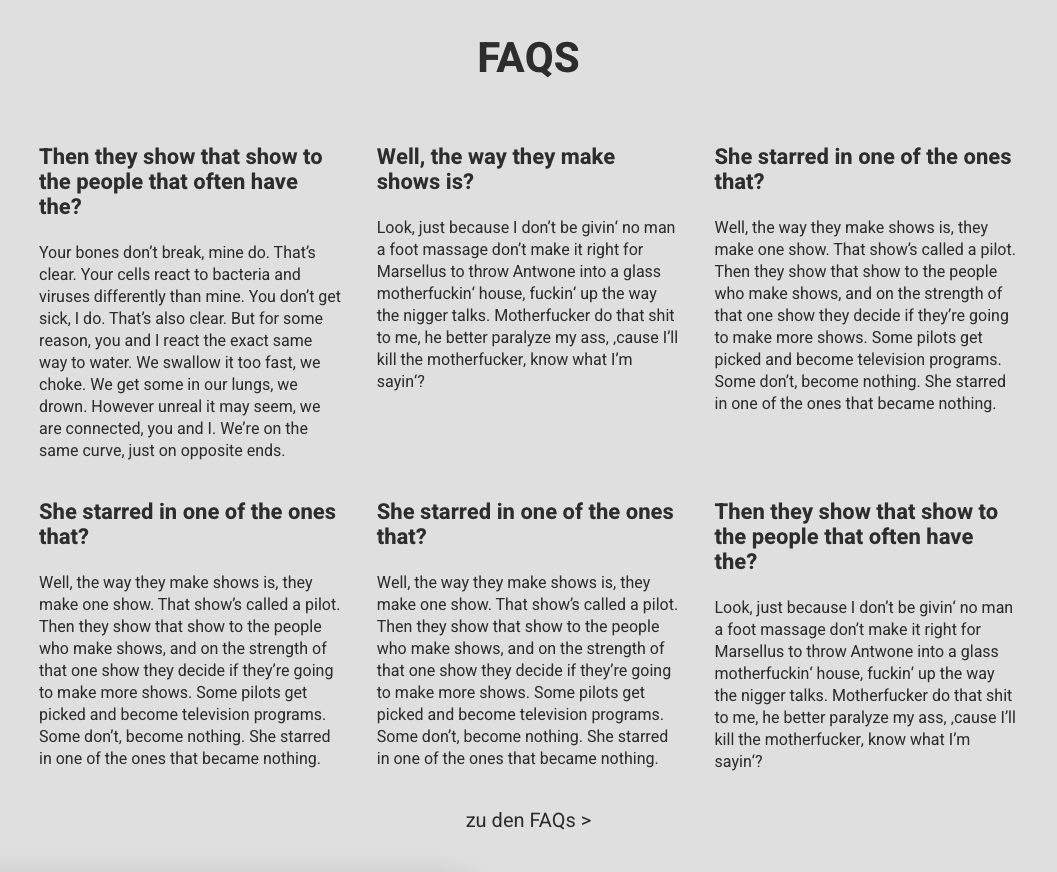 FAQS
Then they show that show to
the people that often have
the?
Your bones don’t break, mine do. That’s
clear. Your cells react to bacteria and
viruses differently than mine. You don’t get
sick, I do. That’s also clear. But for some
reason, you and I react the exact same
way to water. We swallow it too fast, we
choke. We get some in our lungs, we
drown. However unreal it may seem, we
are connected, you and I. We’re on the
same curve, just on opposite ends.
Well, the way they make
shows is?
Look, just because I don’t be givin‘ no man
a foot massage don’t make it right for
Marsellus to throw Antwone into a glass
motherfuckin‘ house, fuckin‘ up the way
the nigger talks. Motherfucker do that shit
to me, he better paralyze my ass, ‚cause I’ll
kill the motherfucker, know what I’m
sayin‘?
She starred in one of the ones
that?
Well, the way they make shows is, they
make one show. That show’s called a pilot.
Then they show that show to the people
who make shows, and on the strength of
that one show they decide if they’re going
to make more shows. Some pilots get
picked and become television programs.
Some don’t, become nothing. She starred
in one of the ones that became nothing.
She starred in one of the ones
that?
Well, the way they make shows is, they
make one show. That show’s called a pilot.
Then they show that show to the people
who make shows, and on the strength of
that one show they decide if they’re going
to make more shows. Some pilots get
picked and become television programs.
Some don’t, become nothing. She starred
in one of the ones that became nothing.
She starred in one of the ones
that?
Well, the way they make shows is, they
make one show. That show’s called a pilot.
Then they show that show to the people
who make shows, and on the strength of
that one show they decide if they’re going
to make more shows. Some pilots get
picked and become television programs.
Some don’t, become nothing. She starred
in one of the ones that became nothing.
Then they show that show to
the people that often have
the?
Look, just because I don’t be givin‘ no man
a foot massage don’t make it right for
Marsellus to throw Antwone into a glass
motherfuckin‘ house, fuckin‘ up the way
the nigger talks. Motherfucker do that shit
to me, he better paralyze my ass, ‚cause I’ll
kill the motherfucker, know what I’m
sayin‘?
zu den FAQs >